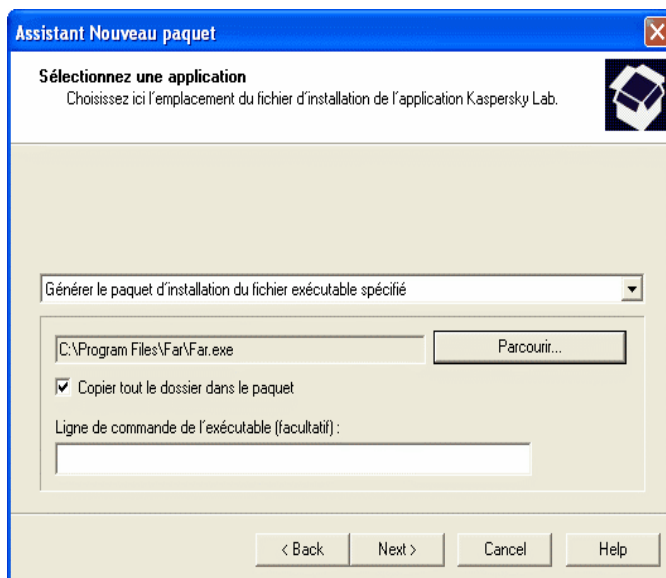 Assistant Nouveau paquet
Sélectionnez une application
Choisissez ici l'emplacement du fichier d'installation de l'application Kaspersky Lab.
Générer le paquet d'installation du fichier exécutable spécifié
C:\Program Files\Far\Far.exe
Parcourir...
Copier tout le dossier dans le paquet
Ligne de commande de l'exécutable (facultatif) :
< Back
Next >
Cancel
Help